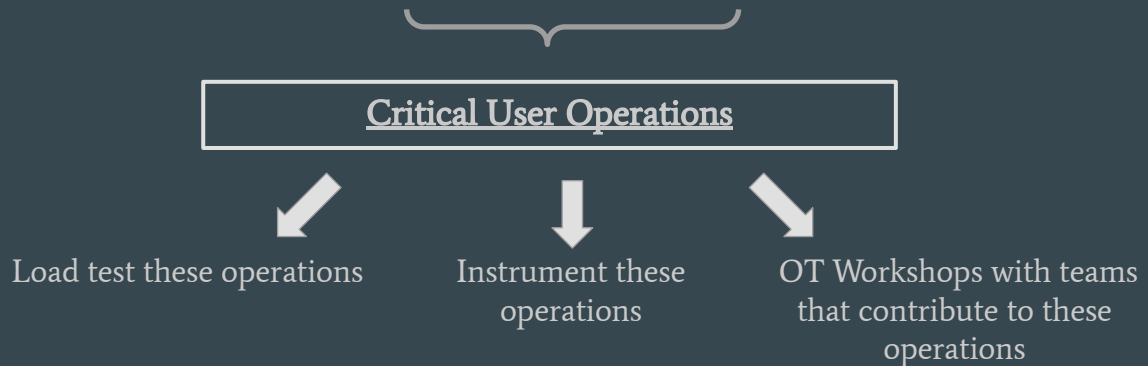 Critical User Operations
Load test these operations
Instrument these
operations
OT Workshops with teams
that contribute to these
operations